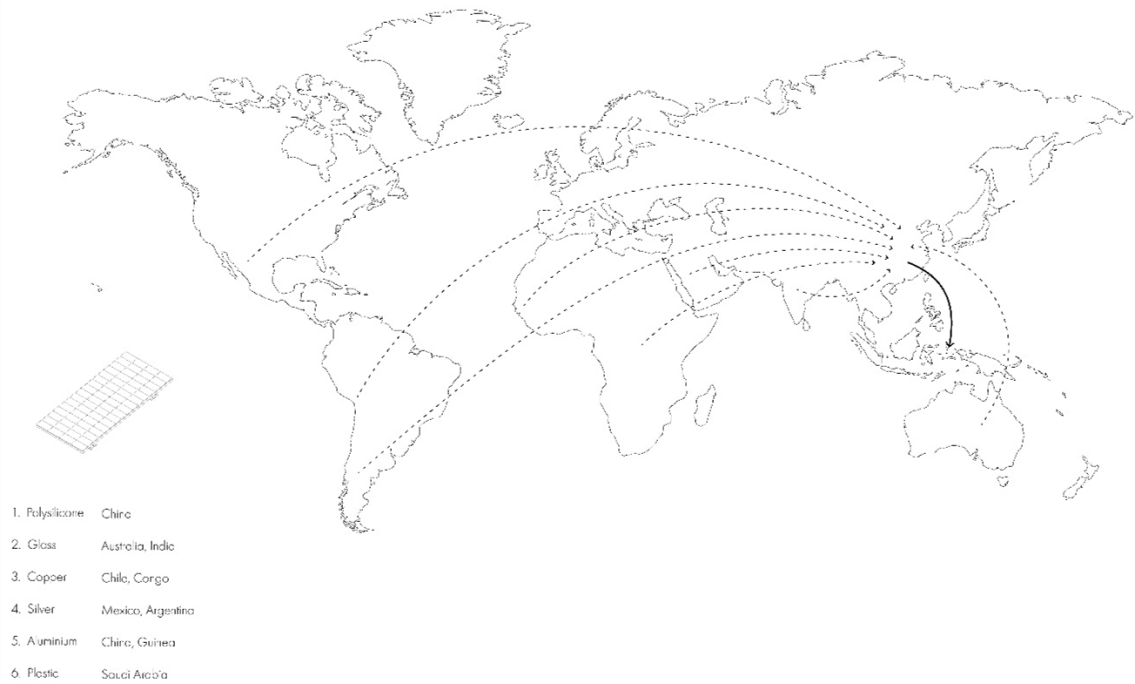 1. Polysilicone China
2. Glass Australia, India
3. Copper Chile, Congo
4. Silver Mexico, Argentina
5. Aluminium China, Guinea
6. Plastic Saudi Arabia